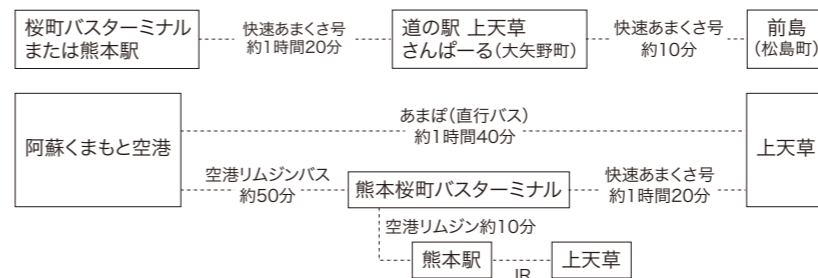 桜町バスターミナル
または熊本駅
快速あまくさ号
約1時間20分
道の駅 上天草
さんぱーる(大矢野町)
快速あまくさ号
約10分
前島
(松島町)
阿蘇くまもと空港
あまぽ(直行バス)
約1時間40分
上天草
空港リムジンバス
約50分
熊本桜町バスターミナル
快速あまくさ号
約1時間20分
空港リムジン約10分
熊本駅
JR
上天草